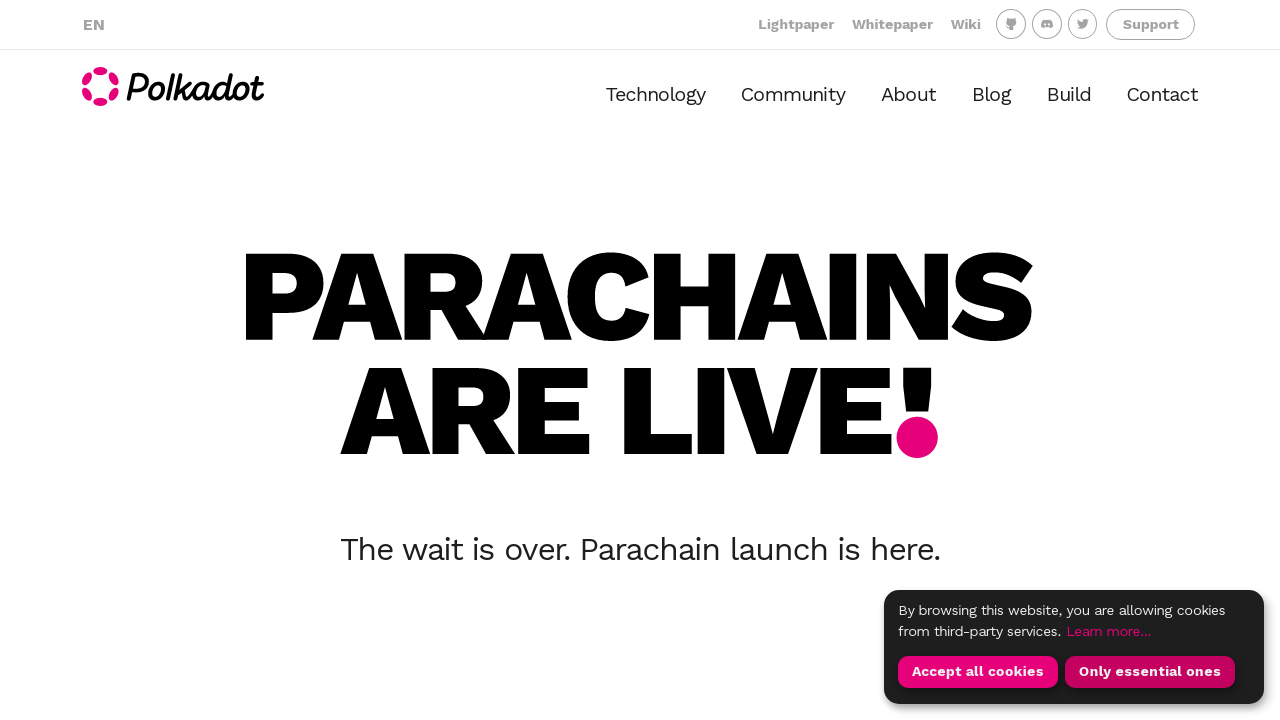 EN
Lightpaper Whitepaper Wiki Support
Polkadot
Technology Community About Blog Build Contact
PARACHAINS
ARE LIVE!
The wait is over. Parachain launch is here.
By browsing this website, you are allowing cookies
from third-party services. Learn more...
Accept all cookies Only essential ones